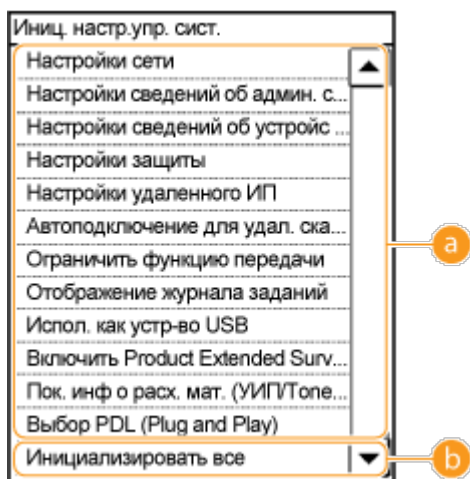 Иниц. настр.упр. сист.
Настройки сети
Настройки сведений об админ. с...
Настройки сведений об устройс ...
Настройки защиты
Настройки удаленного ИП
Автоподключение для удал. ска...
a
Ограничить функцию передачи
Отображение журнала заданий
Испол. как устр-во USB
Включить Product Extended Surv...
Пок. инф о расх. мат. (УИП/Tone...
Выбор PDL (Plug and Play)
Инициализировать все
b